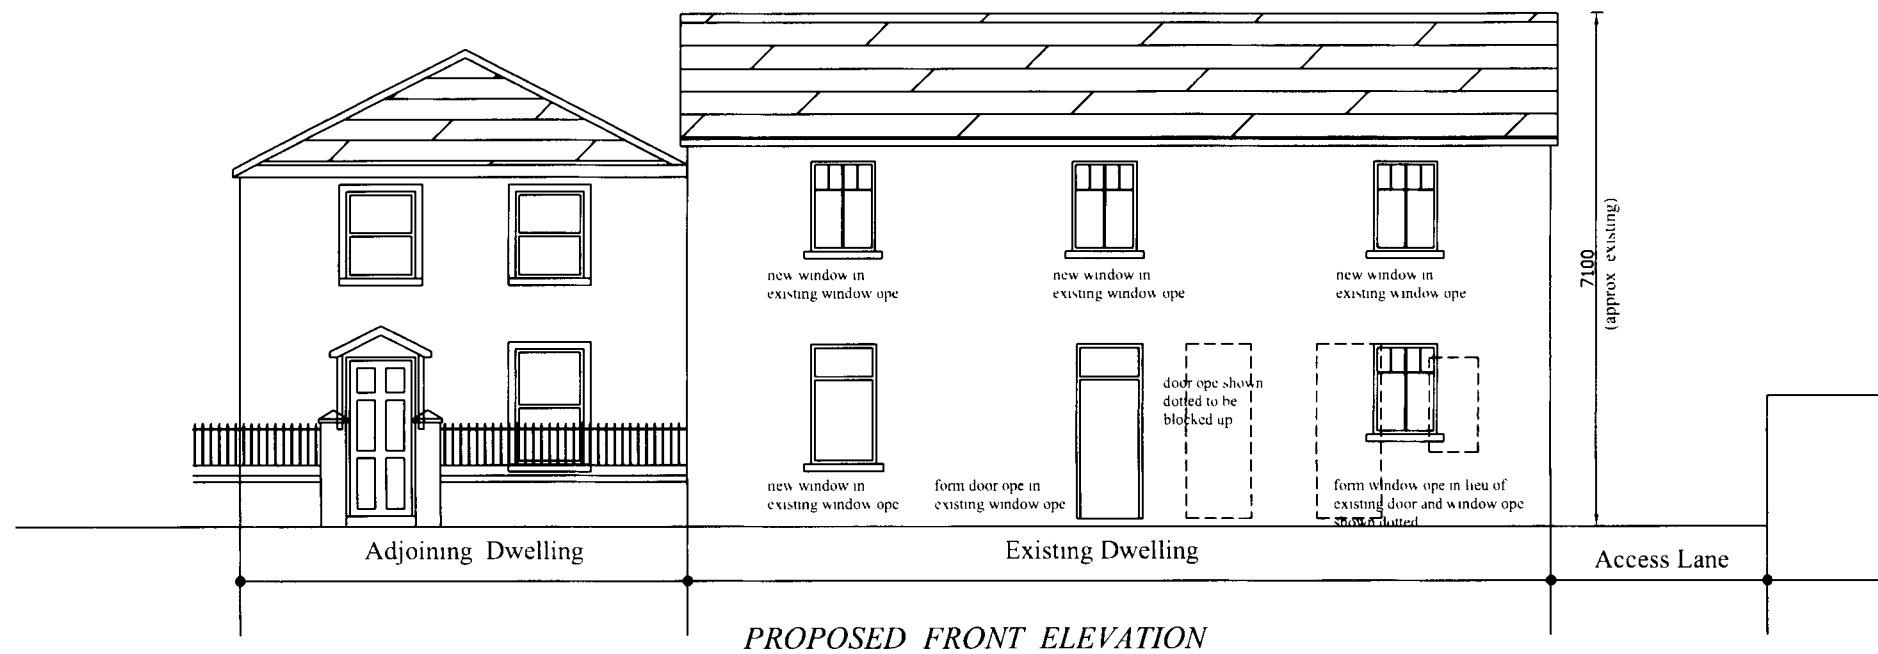 new window in
existing window ope
new window in
existing window ope
new window in
existing window ope
7100
(approx existing)
door ope shown
dotted to be
blocked up
new window in
existing window ope
form door ope in
existing window ope
form window ope in lieu of
existing door and window ope
shown dotted
Adjoining Dwelling
Existing Dwelling
Access Lane
PROPOSED FRONT ELEVATION